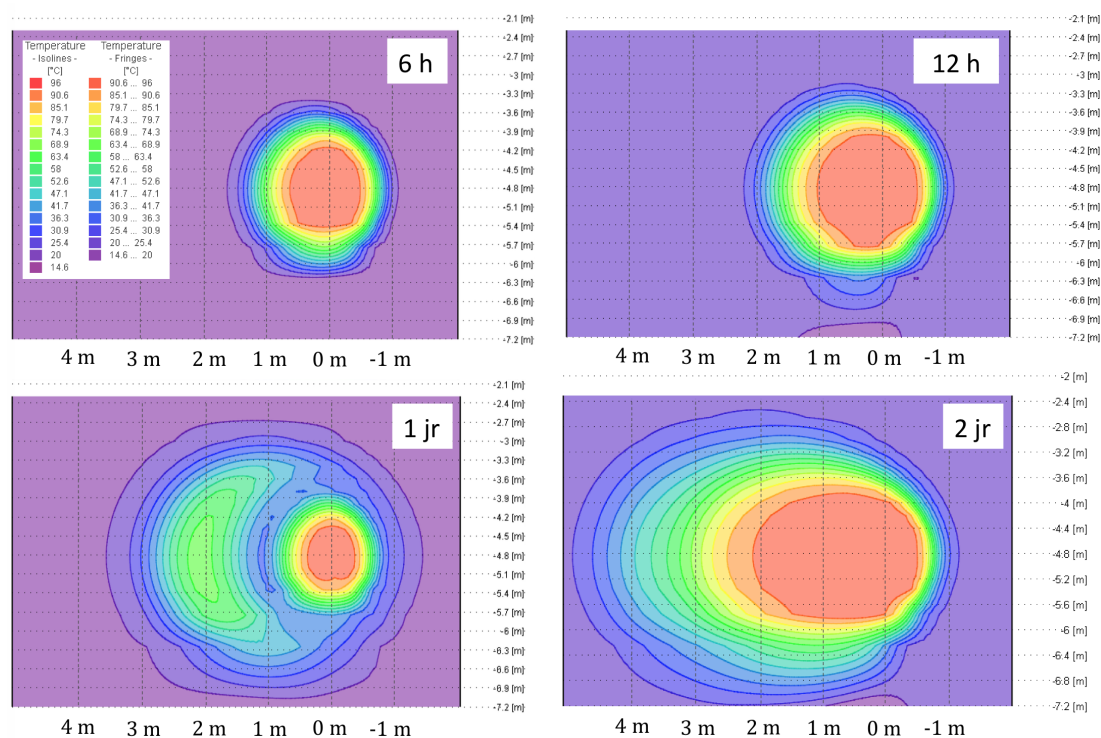 -2.1 [m]
-2.4 [m]
-2.7 [m]
-3 [m]
-3.3 [m]
-3.6 [m]
-3.9 [m]
-4.2 [m]
-4.5 [m]
-4.8 [m]
-5.1 [m]
-5.4 [m]
-5.7 [m]
-6 [m]
-6.3 [m]
-6.6 [m]
-6.9 [m]
-7.2 [m]
Temperature Temperature
- Isolines - - Fringes -
[°C] [°C]
96 90.6 ... 96
90.6 85.1 ... 90.6
85.1 79.7 ... 85.1
79.7 74.3 ... 79.7
74.3 68.9 ... 74.3
68.9 63.4 ... 68.9
63.4 58 ... 63.4
58 52.6 ... 58
52.6 47.1 ... 52.6
47.1 41.7 ... 47.1
41.7 36.3 ... 41.7
36.3 30.9 ... 36.3
30.9 25.4 ... 30.9
25.4 20 ... 25.4
20 14.6 ... 20
14.6
6 h
4 m 3 m 2 m 1 m 0 m -1 m
-2.1 [m]
-2.4 [m]
-2.7 [m]
-3 [m]
-3.3 [m]
-3.6 [m]
-3.9 [m]
-4.2 [m]
-4.5 [m]
-4.8 [m]
-5.1 [m]
-5.4 [m]
-5.7 [m]
-6 [m]
-6.3 [m]
-6.6 [m]
-6.9 [m]
-7.2 [m]
12 h
4 m 3 m 2 m 1 m 0 m -1 m
-2.1 [m]
-2.4 [m]
-2.7 [m]
-3 [m]
-3.3 [m]
-3.6 [m]
-3.9 [m]
-4.2 [m]
-4.5 [m]
-4.8 [m]
-5.1 [m]
-5.4 [m]
-5.7 [m]
-6 [m]
-6.3 [m]
-6.6 [m]
-6.9 [m]
-7.2 [m]
1 jr
4 m 3 m 2 m 1 m 0 m -1 m
-2 [m]
-2.4 [m]
-2.8 [m]
-3.2 [m]
-3.6 [m]
-4 [m]
-4.4 [m]
-4.8 [m]
-5.2 [m]
-5.6 [m]
-6 [m]
-6.4 [m]
-6.8 [m]
-7.2 [m]
2 jr
4 m 3 m 2 m 1 m 0 m -1 m